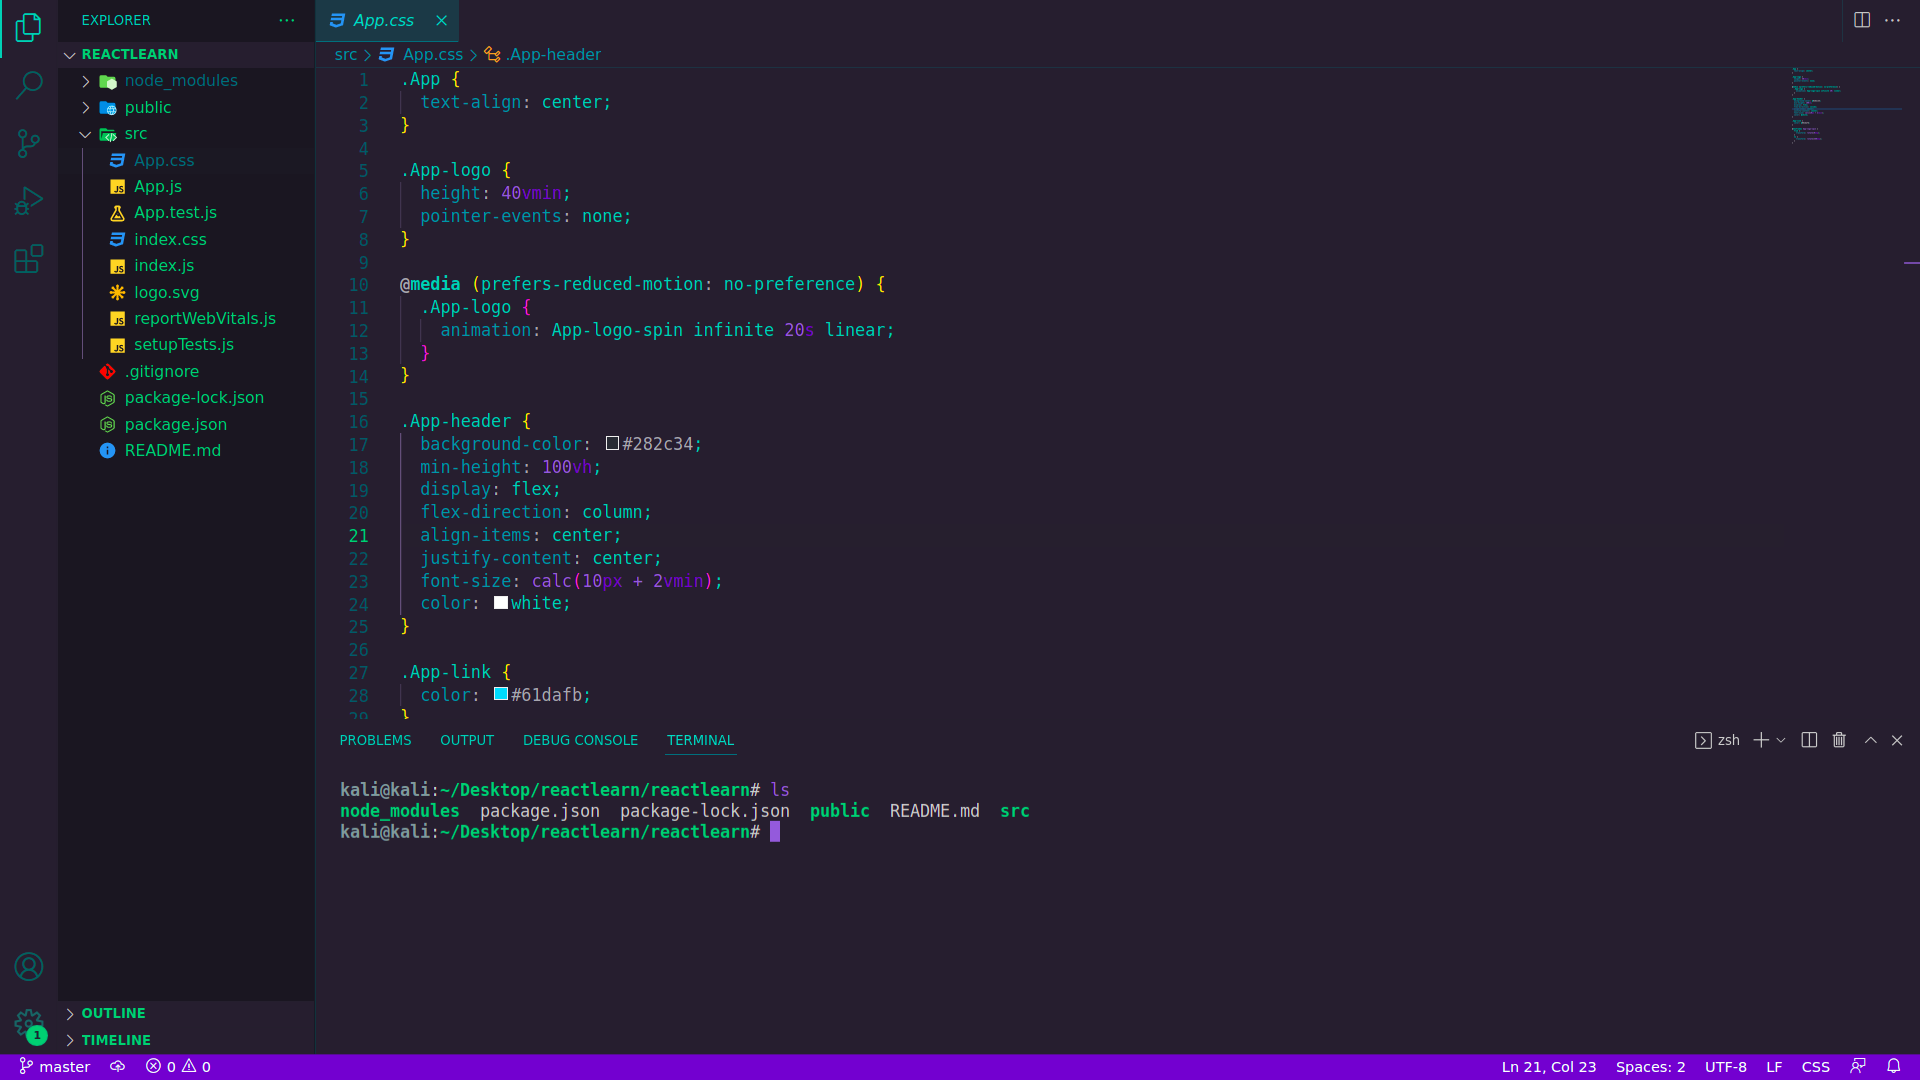 EXPLORER
REACTLEARN
node_modules
public
src
App.css
App.js
App.test.js
index.css
index.js
logo.svg
reportWebVitals.js
setupTests.js
.gitignore
package-lock.json
package.json
README.md
OUTLINE
TIMELINE
App.css
src > App.css > .App-header
1 .App {
2 text-align: center;
3 }
4
5 .App-logo {
6 height: 40vmin;
7 pointer-events: none;
8 }
9
10 @media (prefers-reduced-motion: no-preference) {
11 .App-logo {
12 animation: App-logo-spin infinite 20s linear;
13 }
14 }
15
16 .App-header {
17 background-color: #282c34;
18 min-height: 100vh;
19 display: flex;
20 flex-direction: column;
21 align-items: center;
22 justify-content: center;
23 font-size: calc(10px + 2vmin);
24 color: white;
25 }
26
27 .App-link {
28 color: #61dafb;
29 }
PROBLEMS OUTPUT DEBUG CONSOLE TERMINAL zsh
kali@kali:~/Desktop/reactlearn/reactlearn# ls
node_modules package.json package-lock.json public README.md src
kali@kali:~/Desktop/reactlearn/reactlearn#
1
master 0 0 Ln 21, Col 23 Spaces: 2 UTF-8 LF CSS